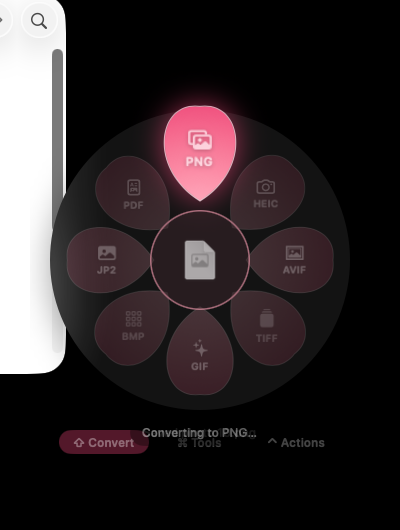 PNG
PDF
HEIC
JP2
AVIF
BMP
TIFF
GIF
Converting to PNG...
Convert
Tools
Actions